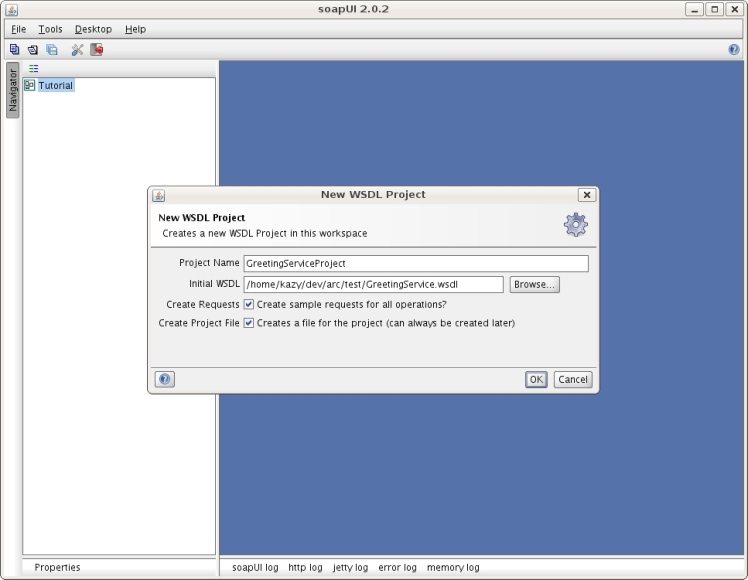 soapUI 2.0.2
File Tools Desktop Help
Navigator
Tutorial
New WSDL Project
New WSDL Project
Creates a new WSDL Project in this workspace
Project Name GreetingServiceProject
Initial WSDL /home/kazy/dev/arc/test/GreetingService.wsdl Browse...
Create Requests Create sample requests for all operations?
Create Project File Creates a file for the project (can always be created later)
OK Cancel
Properties soapUI log http log jetty log error log memory log